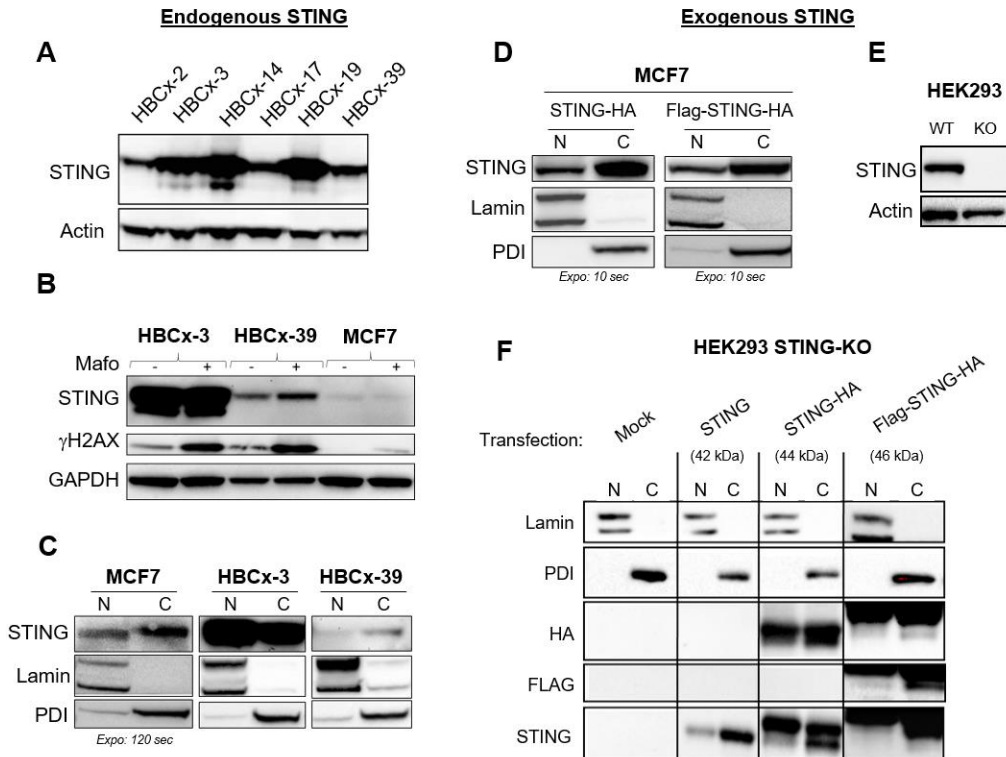 Endogenous STING
A
HBCx-2 HBCx-3 HBCx-14 HBCx-17 HBCx-19 HBCx-39
STING
Actin
B
HBCx-3 HBCx-39 MCF7
Mafo - + - + - +
STING
γH2AX
GAPDH
C
MCF7 HBCx-3 HBCx-39
N C N C N C
STING
Lamin
PDI
Expo: 120 sec
Exogenous STING
D
MCF7
STING-HA Flag-STING-HA
N C N C
STING
Lamin
PDI
Expo: 10 sec Expo: 10 sec
E
HEK293
WT KO
STING
Actin
F
HEK293 STING-KO
Transfection: Mock STING STING-HA Flag-STING-HA
(42 kDa) (44 kDa) (46 kDa)
N C N C N C N C
Lamin
PDI
HA
FLAG
STING